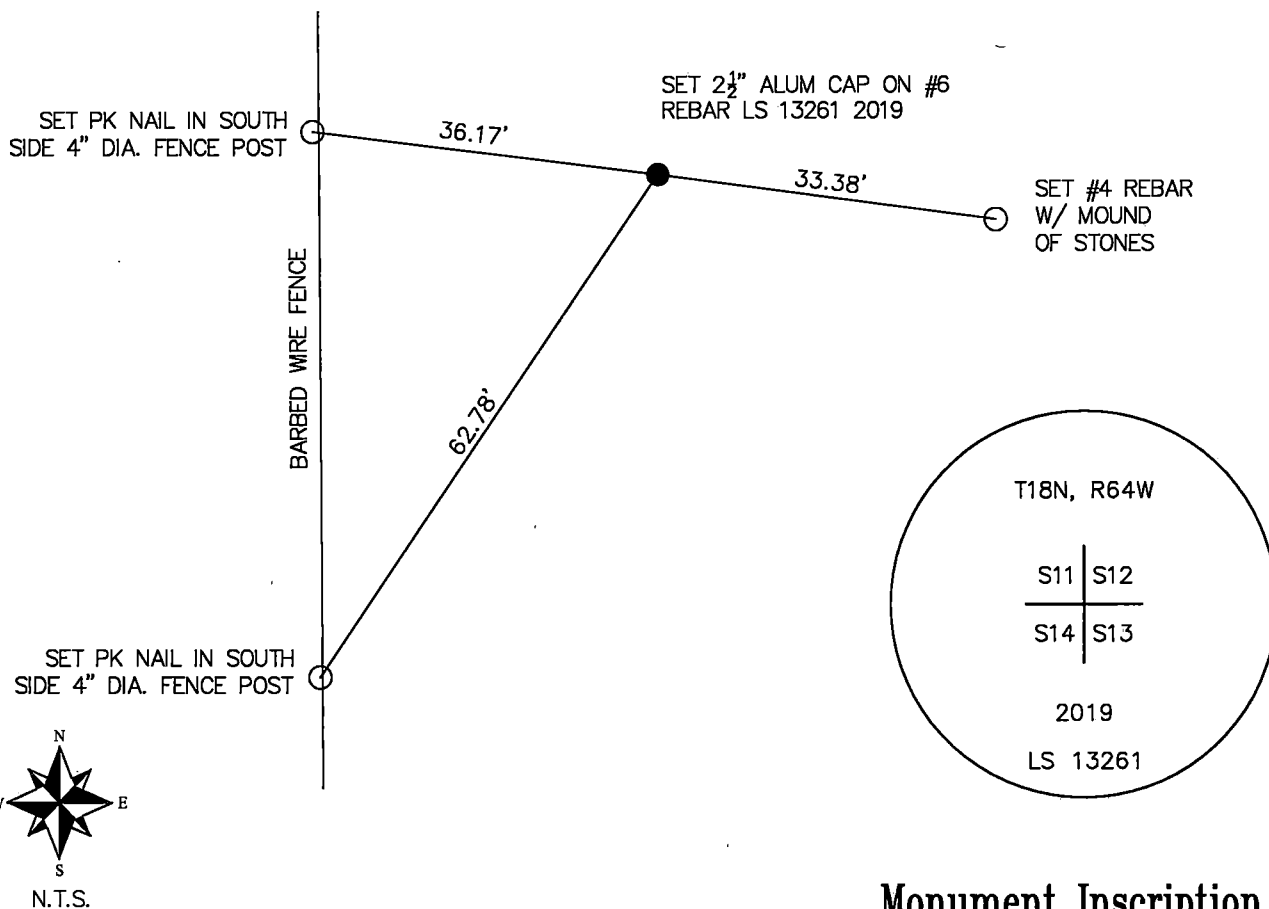 SET 2½" ALUM CAP ON #6
REBAR LS 13261 2019
SET PK NAIL IN SOUTH
SIDE 4" DIA. FENCE POST
36.17'
33.38'
SET #4 REBAR
W/ MOUND
OF STONES
BARBED WIRE FENCE
62.78'
T18N, R64W
S11 S12
S14 S13
2019
LS 13261
SET PK NAIL IN SOUTH
SIDE 4" DIA. FENCE POST
N
E
S
N.T.S.
Monument Inscription